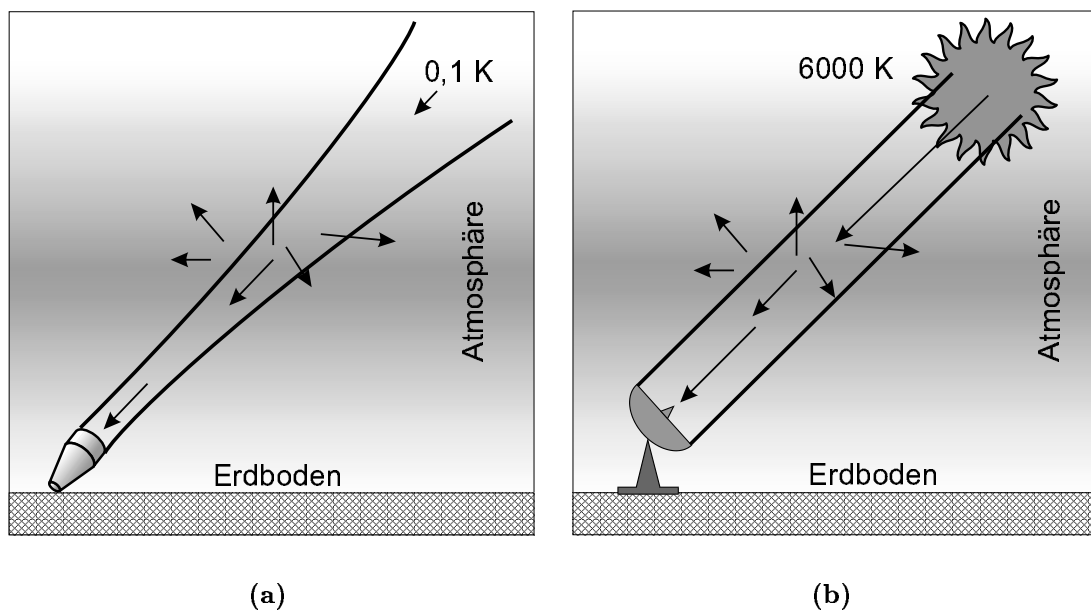 0,1 K
Atmosphäre
Erdboden
(a)
6000 K
Atmosphäre
Erdboden
(b)